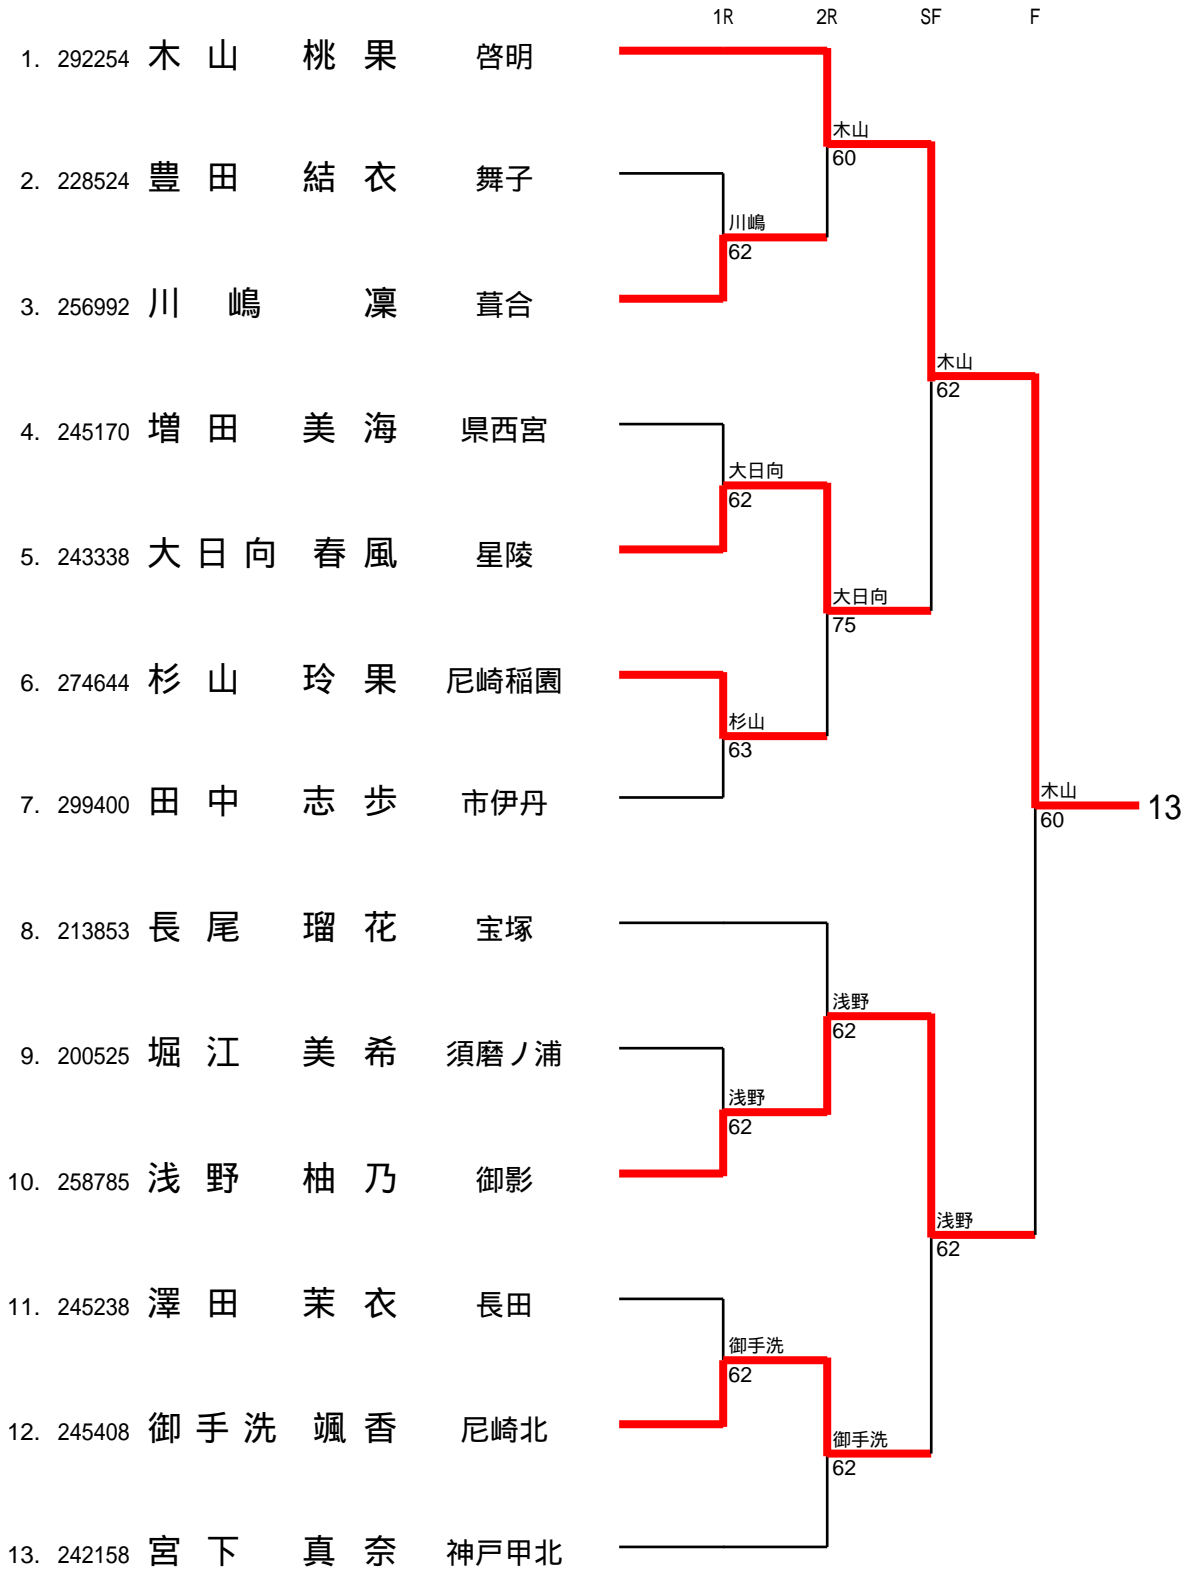 1R 2R SF F
1. 292254 木 山 桃 果 啓明
木山
60
2. 228524 豊 田 結 衣 舞子
川嶋
62
3. 256992 川 嶋 凜 葺合
木山
62
4. 245170 増 田 美 海 県西宮
大日向
62
5. 243338 大 日 向 春 風 星陵
大日向
75
6. 274644 杉 山 玲 果 尼崎稲園
杉山
63
7. 299400 田 中 志 歩 市伊丹
木山
60
13
8. 213853 長 尾 瑠 花 宝塚
浅野
62
9. 200525 堀 江 美 希 須磨ノ浦
浅野
62
10. 258785 浅 野 柚 乃 御影
浅野
62
11. 245238 澤 田 茉 衣 長田
御手洗
62
12. 245408 御 手 洗 颯 香 尼崎北
御手洗
62
13. 242158 宮 下 真 奈 神戸甲北